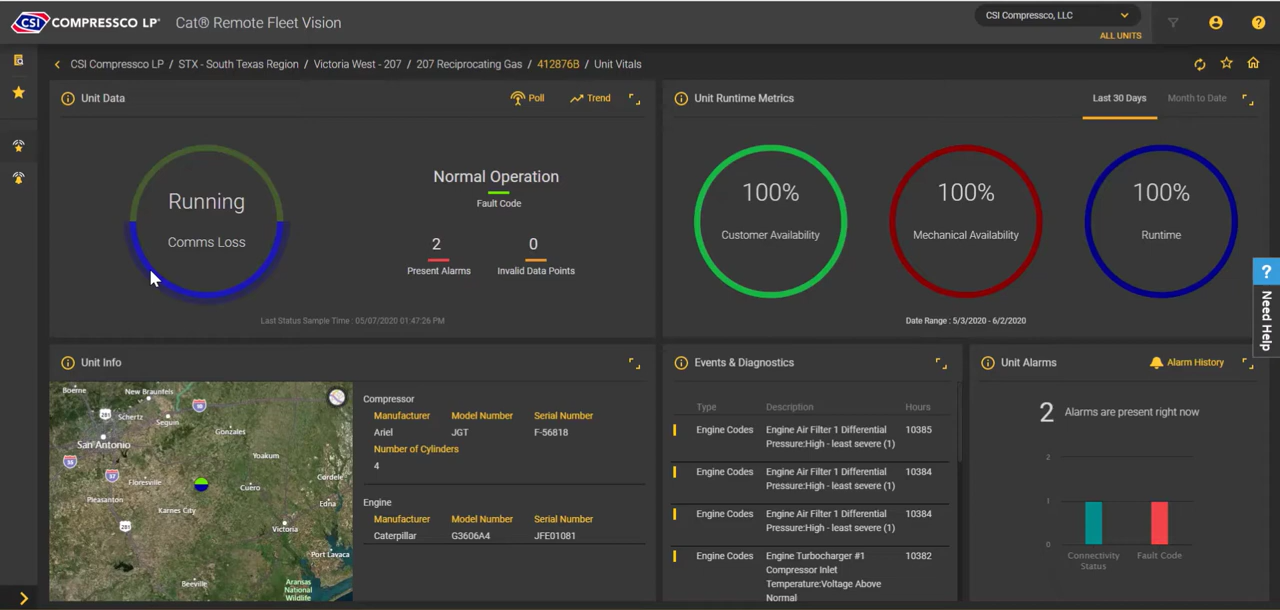 CSI COMPRESSCO LP
Cat® Remote Fleet Vision
CSI Compressco, LLC
ALL UNITS
CSI Compressco LP / STX - South Texas Region / Victoria West - 207 / 207 Reciprocating Gas / 412876B / Unit Vitals
Unit Data
Poll
Trend
Running
Comms Loss
Normal Operation
Fault Code
2
Present Alarms
0
Invalid Data Points
Last Status Sample Time : 05/07/2020 01:47:26 PM
Unit Runtime Metrics
Last 30 Days
Month to Date
100%
Customer Availability
100%
Mechanical Availability
100%
Runtime
Date Range : 5/3/2020 - 6/2/2020
? Need Help
Unit Info
Boerne
New Braunfels
281
Schertz
Seguin
10
Gonzales
San Antonio
Yoakum
35
37
Floresville
Cuero
Cordele
Pleasanton
Karnes City
Edna
281
Victoria
Port Lavaca
Beeville
Aransas
National
Wildlife
Compressor
Manufacturer Model Number Serial Number
Ariel JGT F-56818
Number of Cylinders
4
Engine
Manufacturer Model Number Serial Number
Caterpillar G3606A4 JFE01081
Events & Diagnostics
Type Description Hours
Engine Codes Engine Air Filter 1 Differential 10385
Pressure:High - least severe (1)
Engine Codes Engine Air Filter 1 Differential 10384
Pressure:High - least severe (1)
Engine Codes Engine Air Filter 1 Differential 10384
Pressure:High - least severe (1)
Engine Codes Engine Turbocharger #1 10382
Compressor Inlet
Temperature:Voltage Above
Normal
Unit Alarms
Alarm History
2 Alarms are present right now
2
1
0
Connectivity
Status
Fault Code